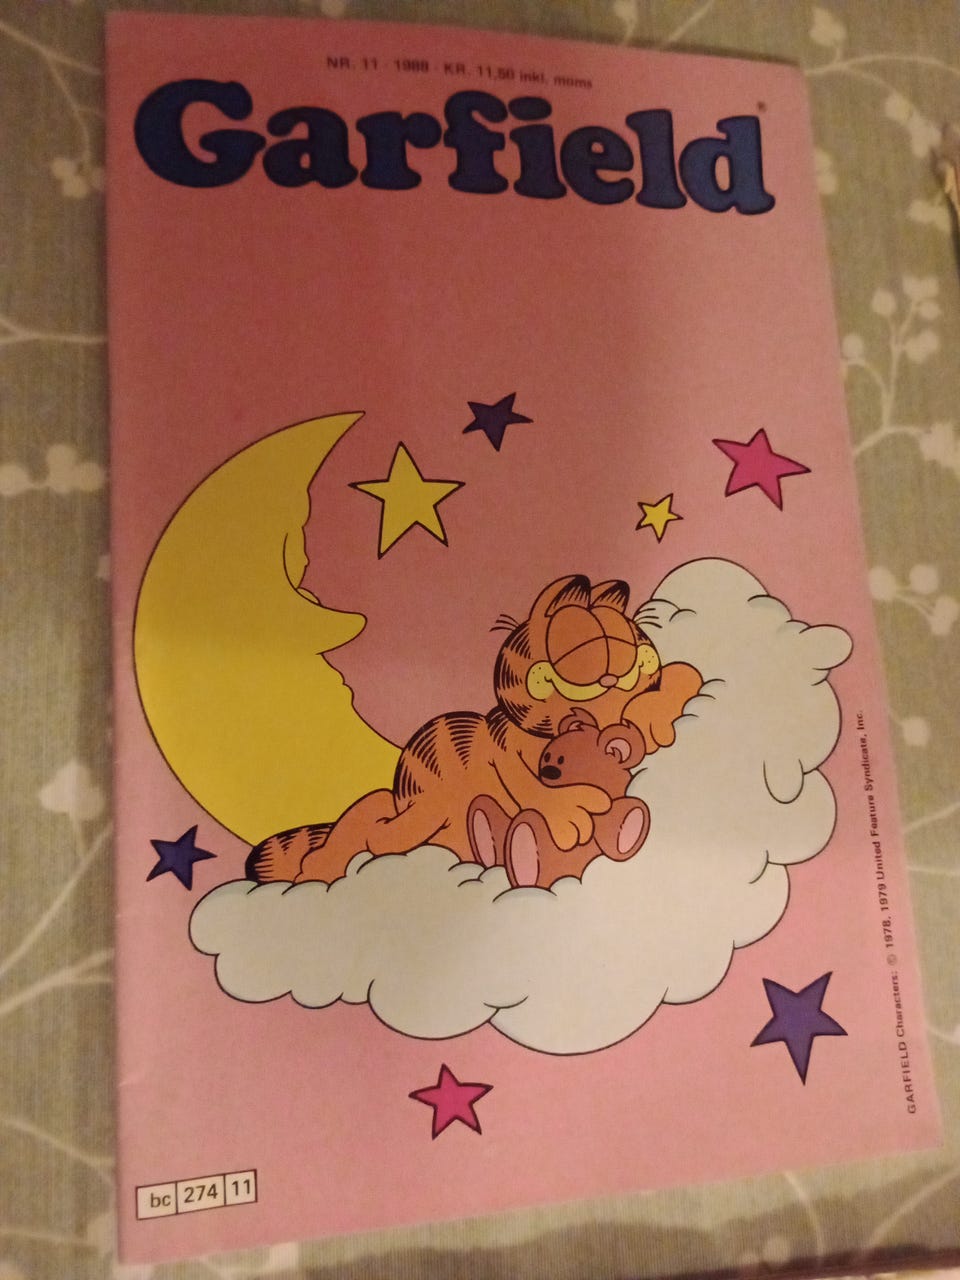 NR. 11 · 1988 · KR. 11,50 inkl. moms
Garfield®
GARFIELD Characters: © 1978, 1979 United Feature Syndicate, Inc.
bc 274 11